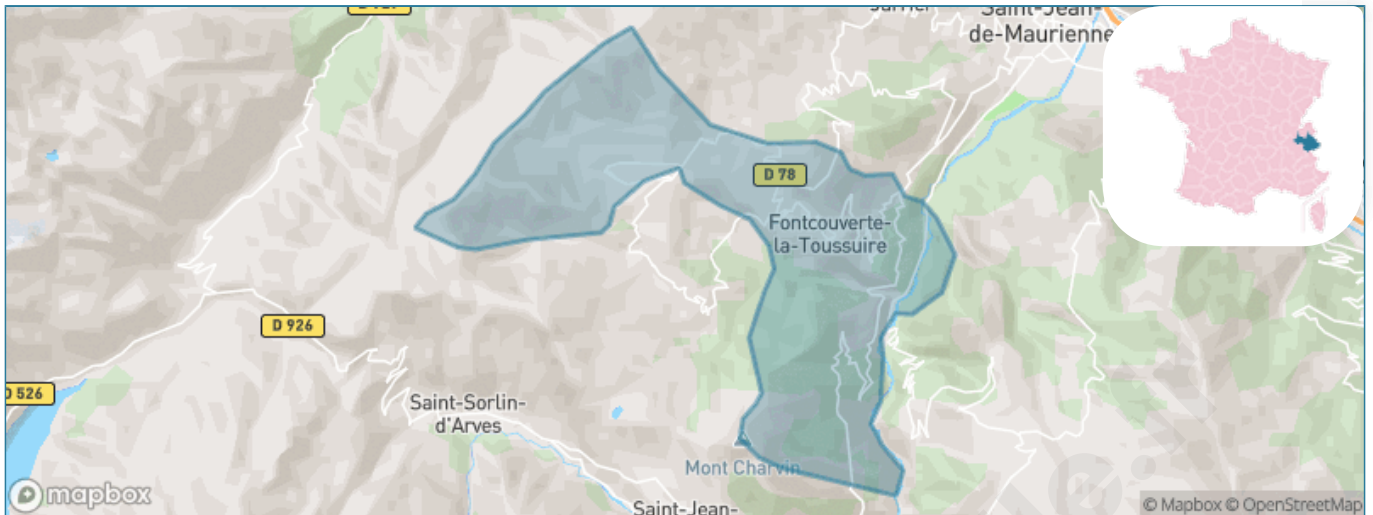 Saint-Jean-
de-Maurienne
D 78
Fontcouverte-
la-Toussuire
D 926
D 526
Saint-Sorlin-
d'Arves
Mont Charvin
Saint-Jean-
mapbox
© Mapbox © OpenStreetMap